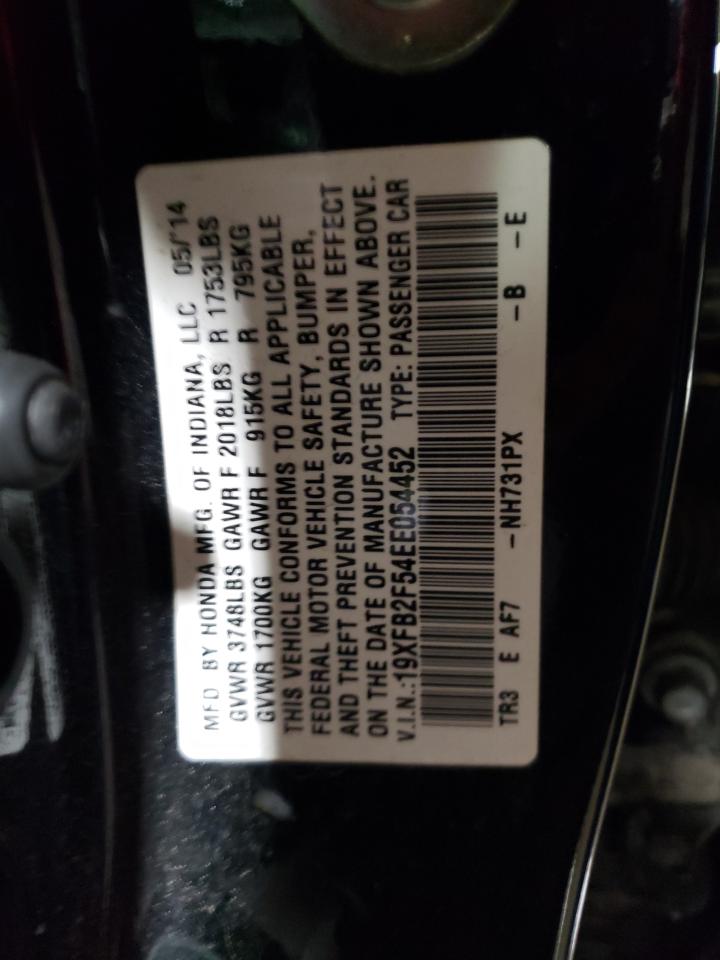 MFD BY HONDA MFG. OF INDIANA, LLC 05/'14
GVWR 3748LBS GAWR F 2018LBS R 1753LBS
GVWR 1700KG GAWR F 915KG R 795KG
THIS VEHICLE CONFORMS TO ALL APPLICABLE
FEDERAL MOTOR VEHICLE SAFETY, BUMPER,
AND THEFT PREVENTION STANDARDS IN EFFECT
ON THE DATE OF MANUFACTURE SHOWN ABOVE.
V.I.N.:19XFB2F54EE054452 TYPE: PASSENGER CAR
TR3 E AF7 -NH731PX -B -E